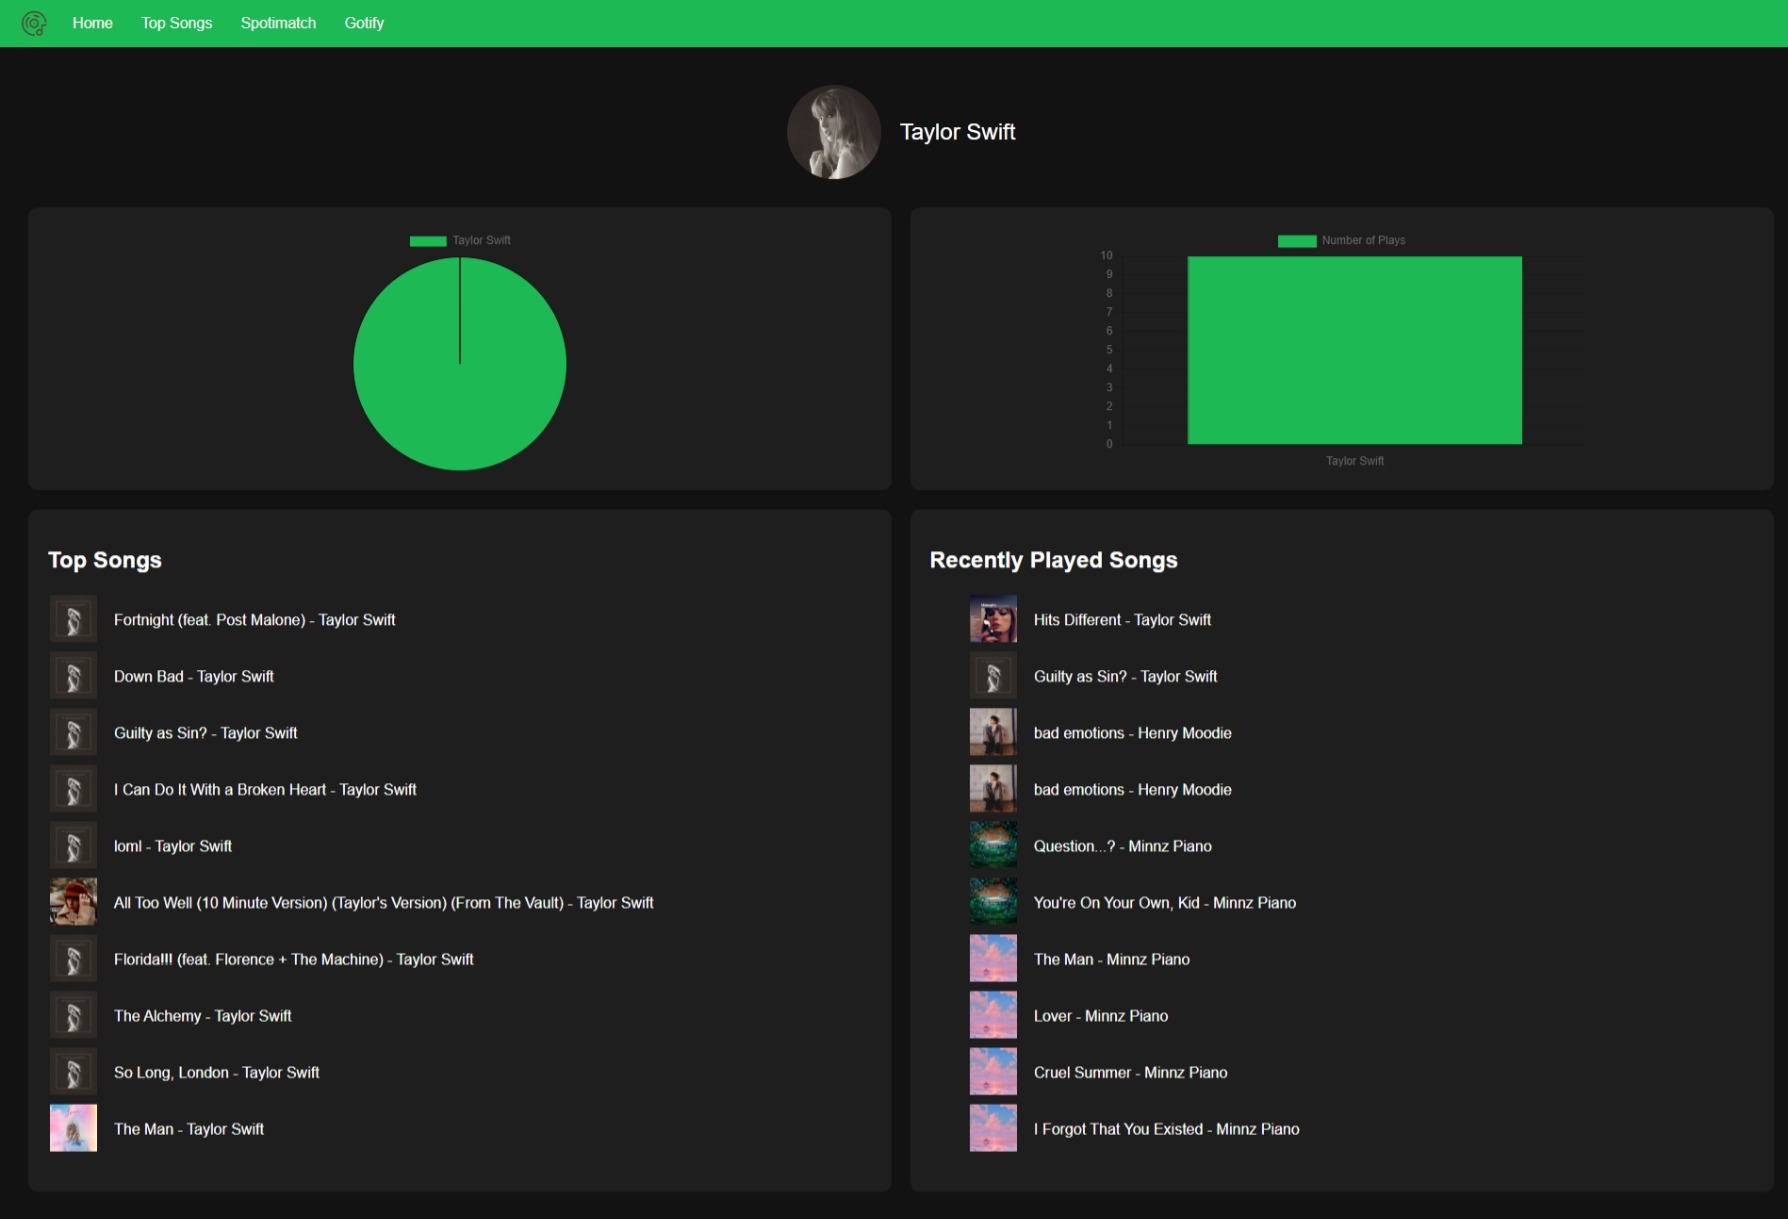 Home Top Songs Spotimatch Gotify
Taylor Swift
Taylor Swift
Number of Plays
10
9
8
7
6
5
4
3
2
1
0
Taylor Swift
Top Songs
Fortnight (feat. Post Malone) - Taylor Swift
Down Bad - Taylor Swift
Guilty as Sin? - Taylor Swift
I Can Do It With a Broken Heart - Taylor Swift
loml - Taylor Swift
All Too Well (10 Minute Version) (Taylor's Version) (From The Vault) - Taylor Swift
Florida!!! (feat. Florence + The Machine) - Taylor Swift
The Alchemy - Taylor Swift
So Long, London - Taylor Swift
The Man - Taylor Swift
Recently Played Songs
Hits Different - Taylor Swift
Guilty as Sin? - Taylor Swift
bad emotions - Henry Moodie
bad emotions - Henry Moodie
Question...? - Minnz Piano
You're On Your Own, Kid - Minnz Piano
The Man - Minnz Piano
Lover - Minnz Piano
Cruel Summer - Minnz Piano
I Forgot That You Existed - Minnz Piano